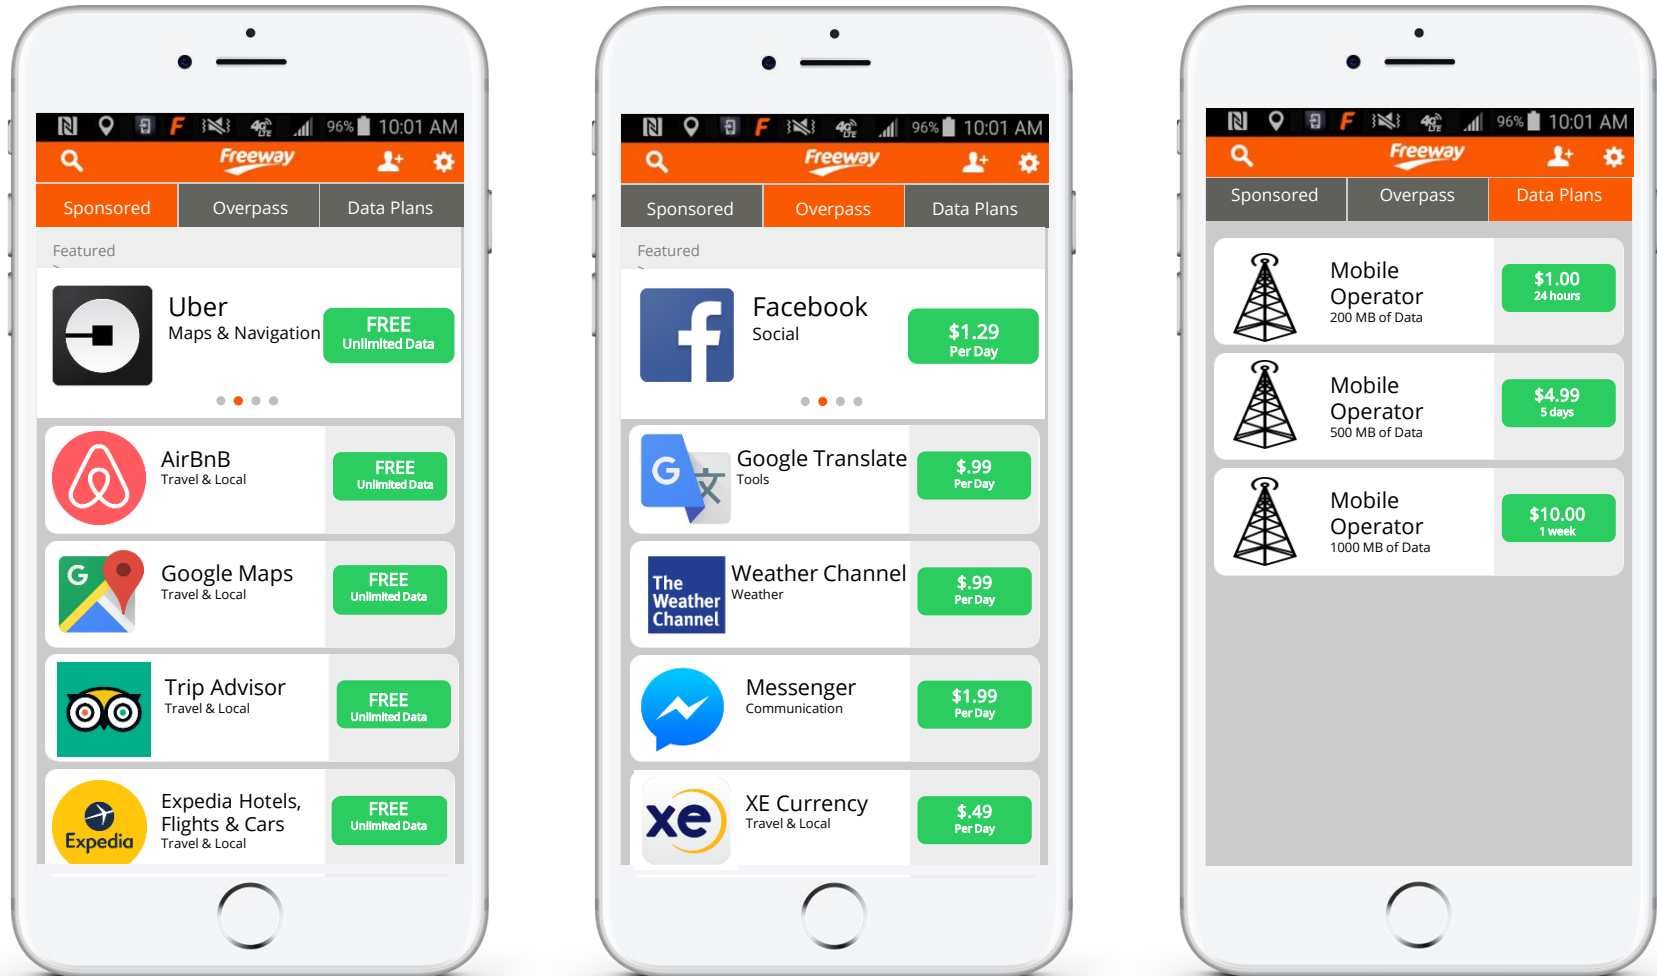 96% 10:01 AM
Freeway
Sponsored Overpass Data Plans
Featured
Uber
Maps & Navigation
FREE
Unlimited Data
AirBnB
Travel & Local
FREE
Unlimited Data
G
Google Maps
Travel & Local
FREE
Unlimited Data
Trip Advisor
Travel & Local
FREE
Unlimited Data
Expedia
Expedia Hotels,
Flights & Cars
Travel & Local
FREE
Unlimited Data
96% 10:01 AM
Freeway
Sponsored Overpass Data Plans
Featured
f
Facebook
Social
$1.29
Per Day
G 文
Google Translate
Tools
$.99
Per Day
The
Weather
Channel
Weather Channel
Weather
$.99
Per Day
Messenger
Communication
$1.99
Per Day
xe
XE Currency
Travel & Local
$.49
Per Day
96% 10:01 AM
Freeway
Sponsored Overpass Data Plans
Mobile
Operator
200 MB of Data
$1.00
24 hours
Mobile
Operator
500 MB of Data
$4.99
5 days
Mobile
Operator
1000 MB of Data
$10.00
1 week